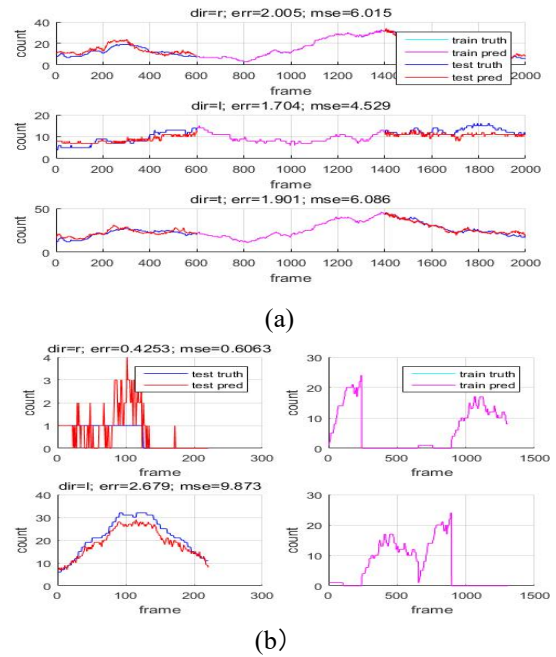 dir=r; err=2.005; mse=6.015
40
20
0
count
0 200 400 600 800 1000 1200 1400 1600 1800 2000
frame
train truth
train pred
test truth
test pred
dir=l; err=1.704; mse=4.529
20
10
0
count
0 200 400 600 800 1000 1200 1400 1600 1800 2000
frame
dir=t; err=1.901; mse=6.086
50
0
count
0 200 400 600 800 1000 1200 1400 1600 1800 2000
frame
(a)
dir=r; err=0.4253; mse=0.6063
4
3
2
1
0
count
0 100 200 300
frame
test truth
test pred
30
20
10
0
count
0 500 1000 1500
frame
train truth
train pred
dir=l; err=2.679; mse=9.873
40
30
20
10
0
count
0 100 200 300
frame
30
20
10
0
count
0 500 1000 1500
frame
(b)